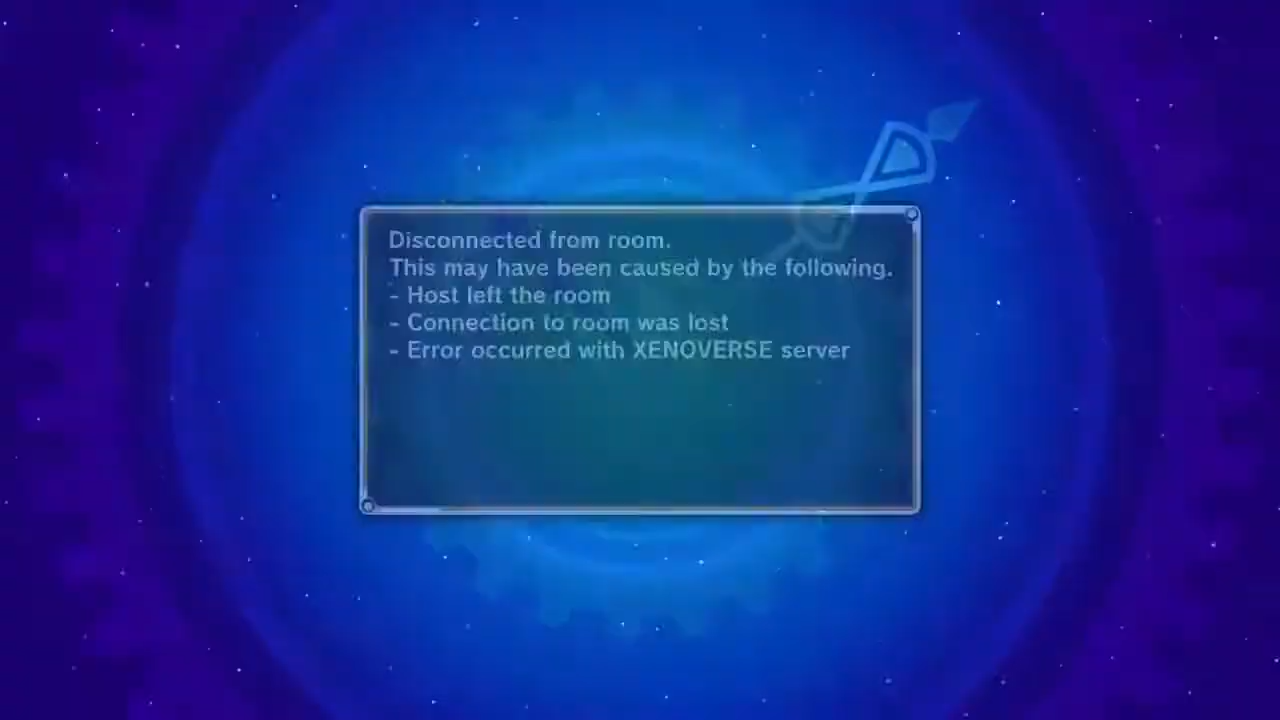 Disconnected from room.
This may have been caused by the following.
- Host left the room
- Connection to room was lost
- Error occurred with XENOVERSE server